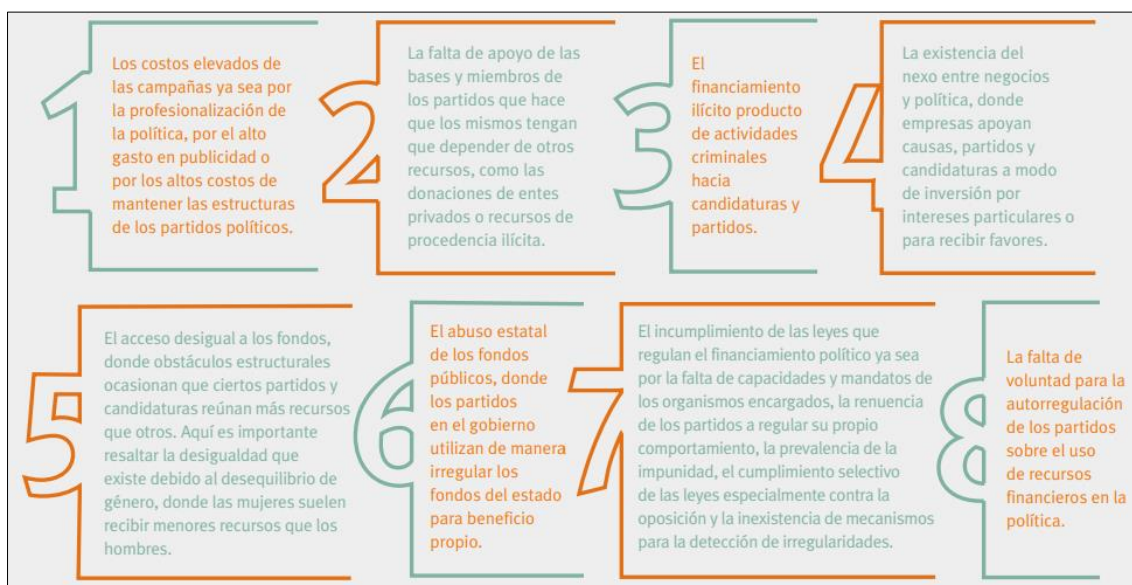 1
Los costos elevados de
las campañas ya sea por
la profesionalización de
la política, por el alto
gasto en publicidad o
por los altos costos de
mantener las estructuras
de los partidos políticos.
2
La falta de apoyo de las
bases y miembros de
los partidos que hace
que los mismos tengan
que depender de otros
recursos, como las
donaciones de entes
privados o recursos de
procedencia ilícita.
3
El
financiamiento
ilícito producto
de actividades
criminales
hacia
candidaturas y
partidos.
4
La existencia del
nexo entre negocios
y política, donde
empresas apoyan
causas, partidos y
candidaturas a modo
de inversión por
intereses particulares o
para recibir favores.
5
El acceso desigual a los fondos,
donde obstáculos estructurales
ocasionan que ciertos partidos y
candidaturas reúnan más recursos
que otros. Aquí es importante
resaltar la desigualdad que
existe debido al desequilibrio de
género, donde las mujeres suelen
recibir menores recursos que los
hombres.
6
El abuso estatal
de los fondos
públicos, donde
los partidos
en el gobierno
utilizan de manera
irregular los
fondos del estado
para beneficio
propio.
7
El incumplimiento de las leyes que
regulan el financiamiento político ya sea
por la falta de capacidades y mandatos de
los organismos encargados, la renuencia
de los partidos a regular su propio
comportamiento, la prevalencia de la
impunidad, el cumplimiento selectivo
de las leyes especialmente contra la
oposición y la inexistencia de mecanismos
para la detección de irregularidades.
8
La falta de
voluntad para la
autorregulación
de los partidos
sobre el uso
de recursos
financieros en la
política.